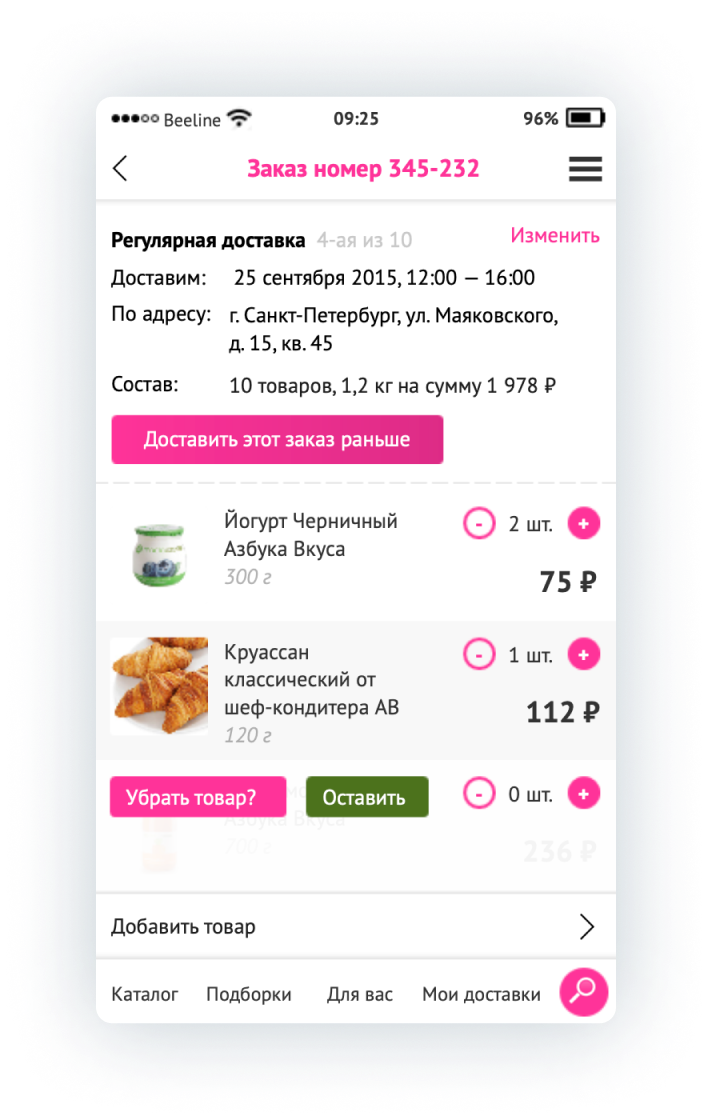 Beeline 09:25 96%
Заказ номер 345-232
Регулярная доставка 4-ая из 10 Изменить
Доставим: 25 сентября 2015, 12:00 — 16:00
По адресу: г. Санкт-Петербург, ул. Маяковского,
д. 15, кв. 45
Состав: 10 товаров, 1,2 кг на сумму 1 978 ₽
Доставить этот заказ раньше
Йогурт Черничный
Азбука Вкуса
300 г
- 2 шт. +
75 ₽
Круассан
классический от
шеф-кондитера АВ
120 г
- 1 шт. +
112 ₽
Убрать товар? Оставить - 0 шт. +
Азбука Вкуса
700 г
236 ₽
Добавить товар
Каталог Подборки Для вас Мои доставки